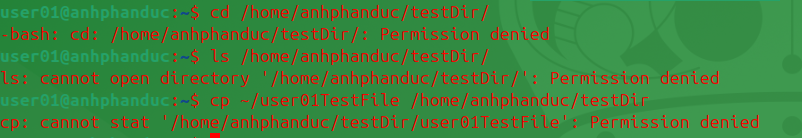 user01@anhphanduc:~$ cd /home/anhphanduc/testDir/
-bash: cd: /home/anhphanduc/testDir/: Permission denied
user01@anhphanduc:~$ ls /home/anhphanduc/testDir/
ls: cannot open directory '/home/anhphanduc/testDir/': Permission denied
user01@anhphanduc:~$ cp ~/user01TestFile /home/anhphanduc/testDir
cp: cannot stat '/home/anhphanduc/testDir/user01TestFile': Permission denied